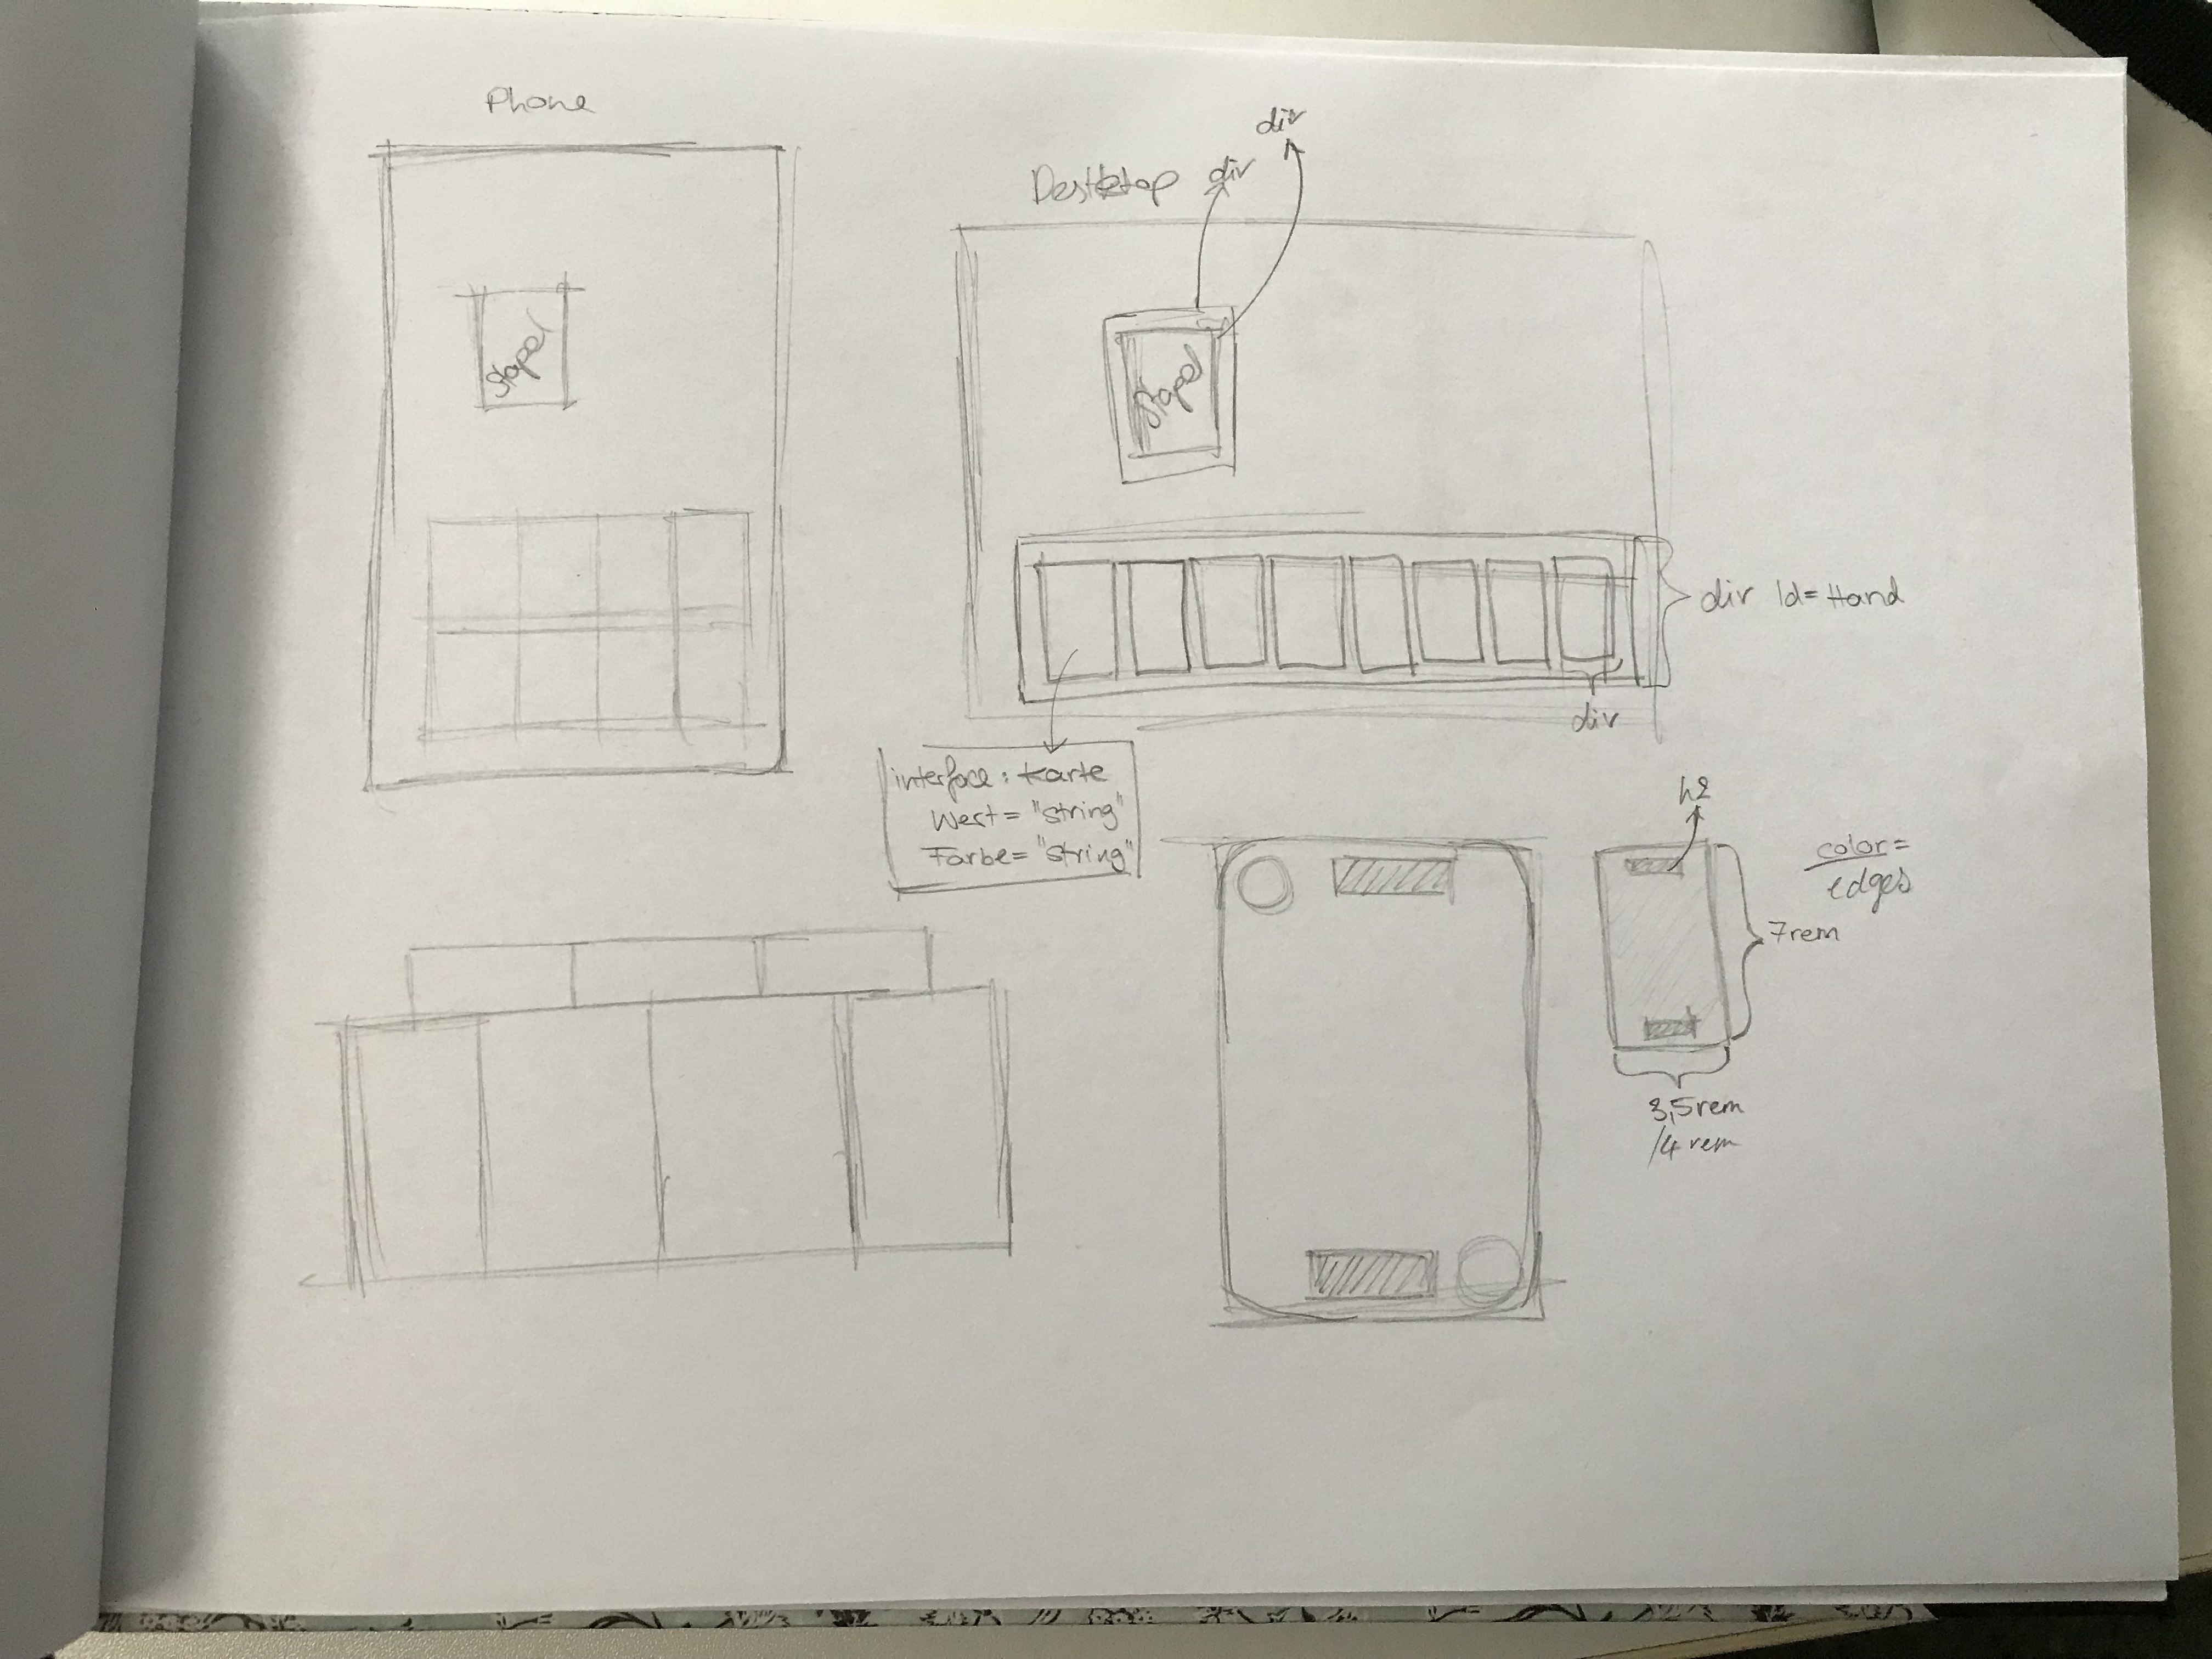 Phone
Stapel
div
Desktop div
Stapel
div Id= Hand
div
interface: Karte
Wert= "string"
Farbe= "string"
h2
color=
edges
7rem
3,5rem
/4 rem